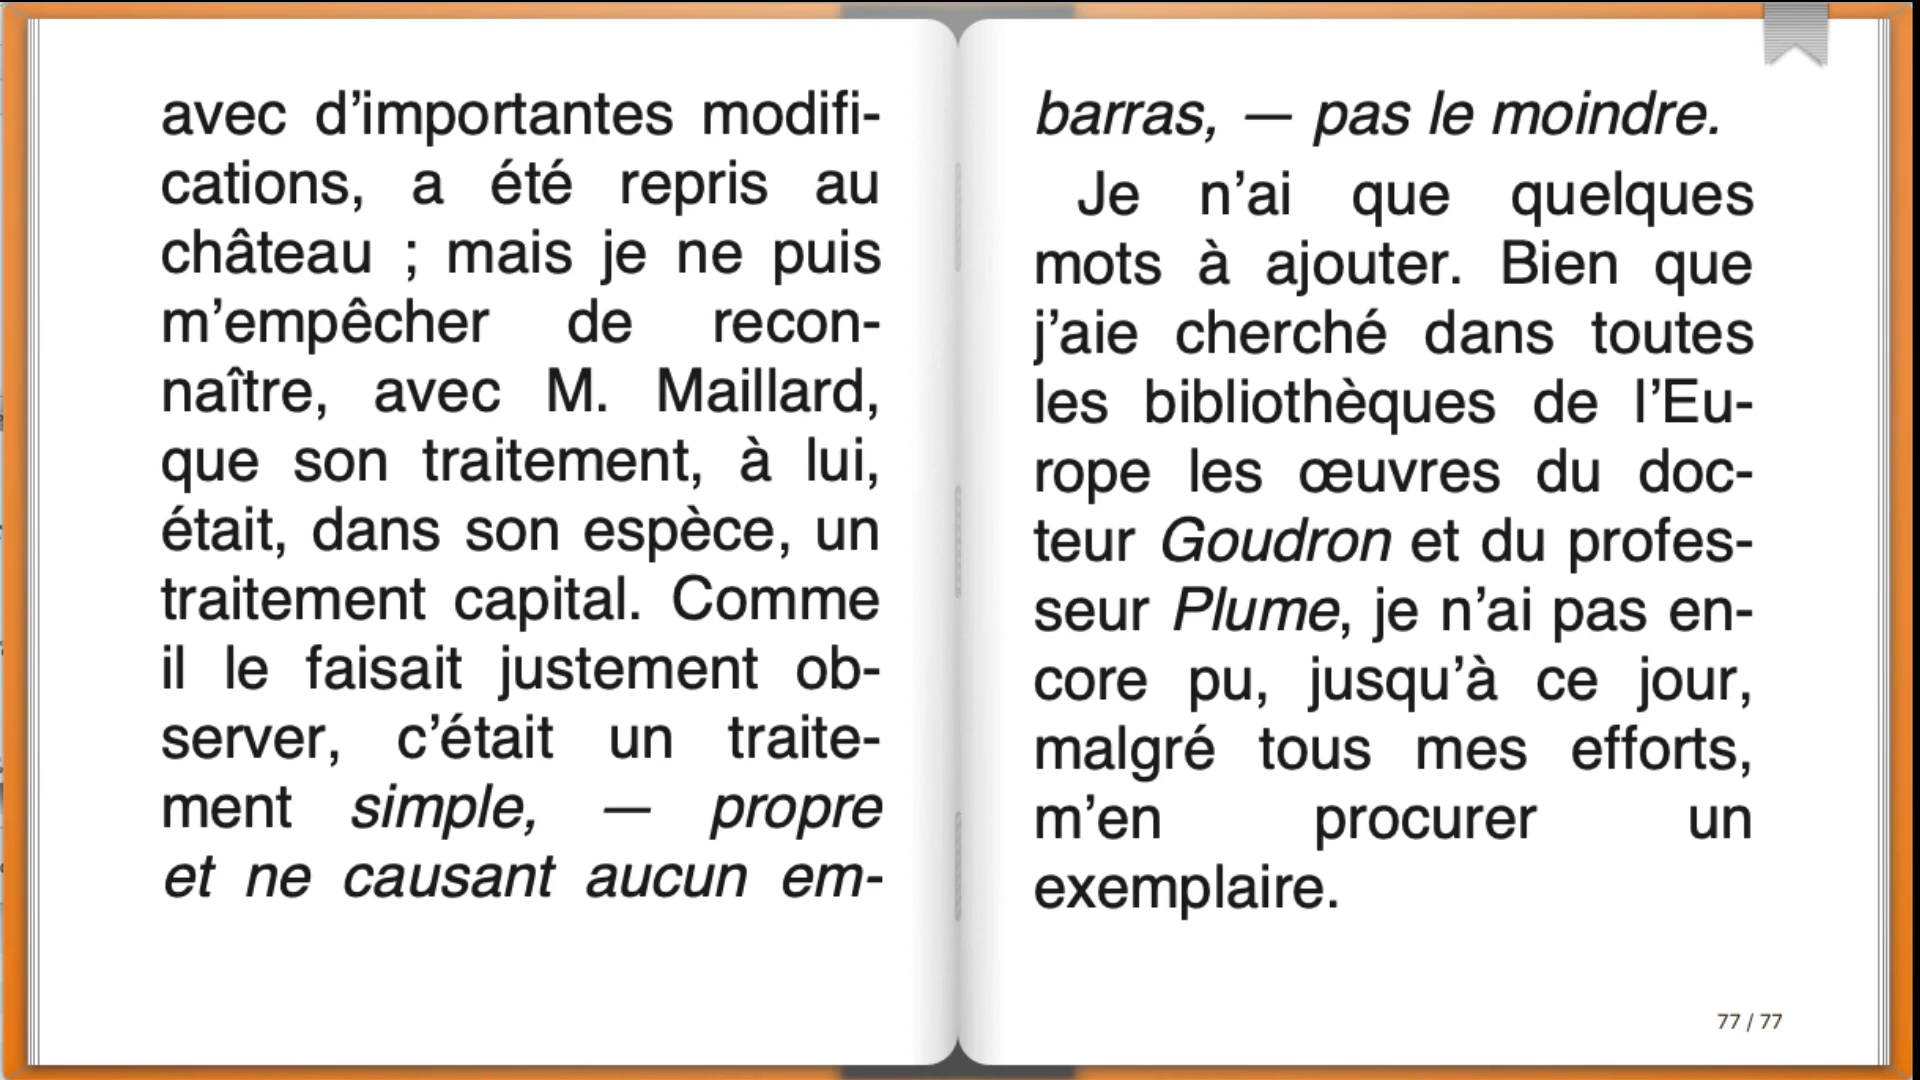 avec d’importantes modifi-
cations, a été repris au
château ; mais je ne puis
m’empêcher de recon-
naître, avec M. Maillard,
que son traitement, à lui,
était, dans son espèce, un
traitement capital. Comme
il le faisait justement ob-
server, c’était un traite-
ment simple, — propre
et ne causant aucun em-
barras, — pas le moindre.
Je n’ai que quelques
mots à ajouter. Bien que
j’aie cherché dans toutes
les bibliothèques de l’Eu-
rope les œuvres du doc-
teur Goudron et du profes-
seur Plume, je n’ai pas en-
core pu, jusqu’à ce jour,
malgré tous mes efforts,
m’en procurer un
exemplaire.
77 / 77